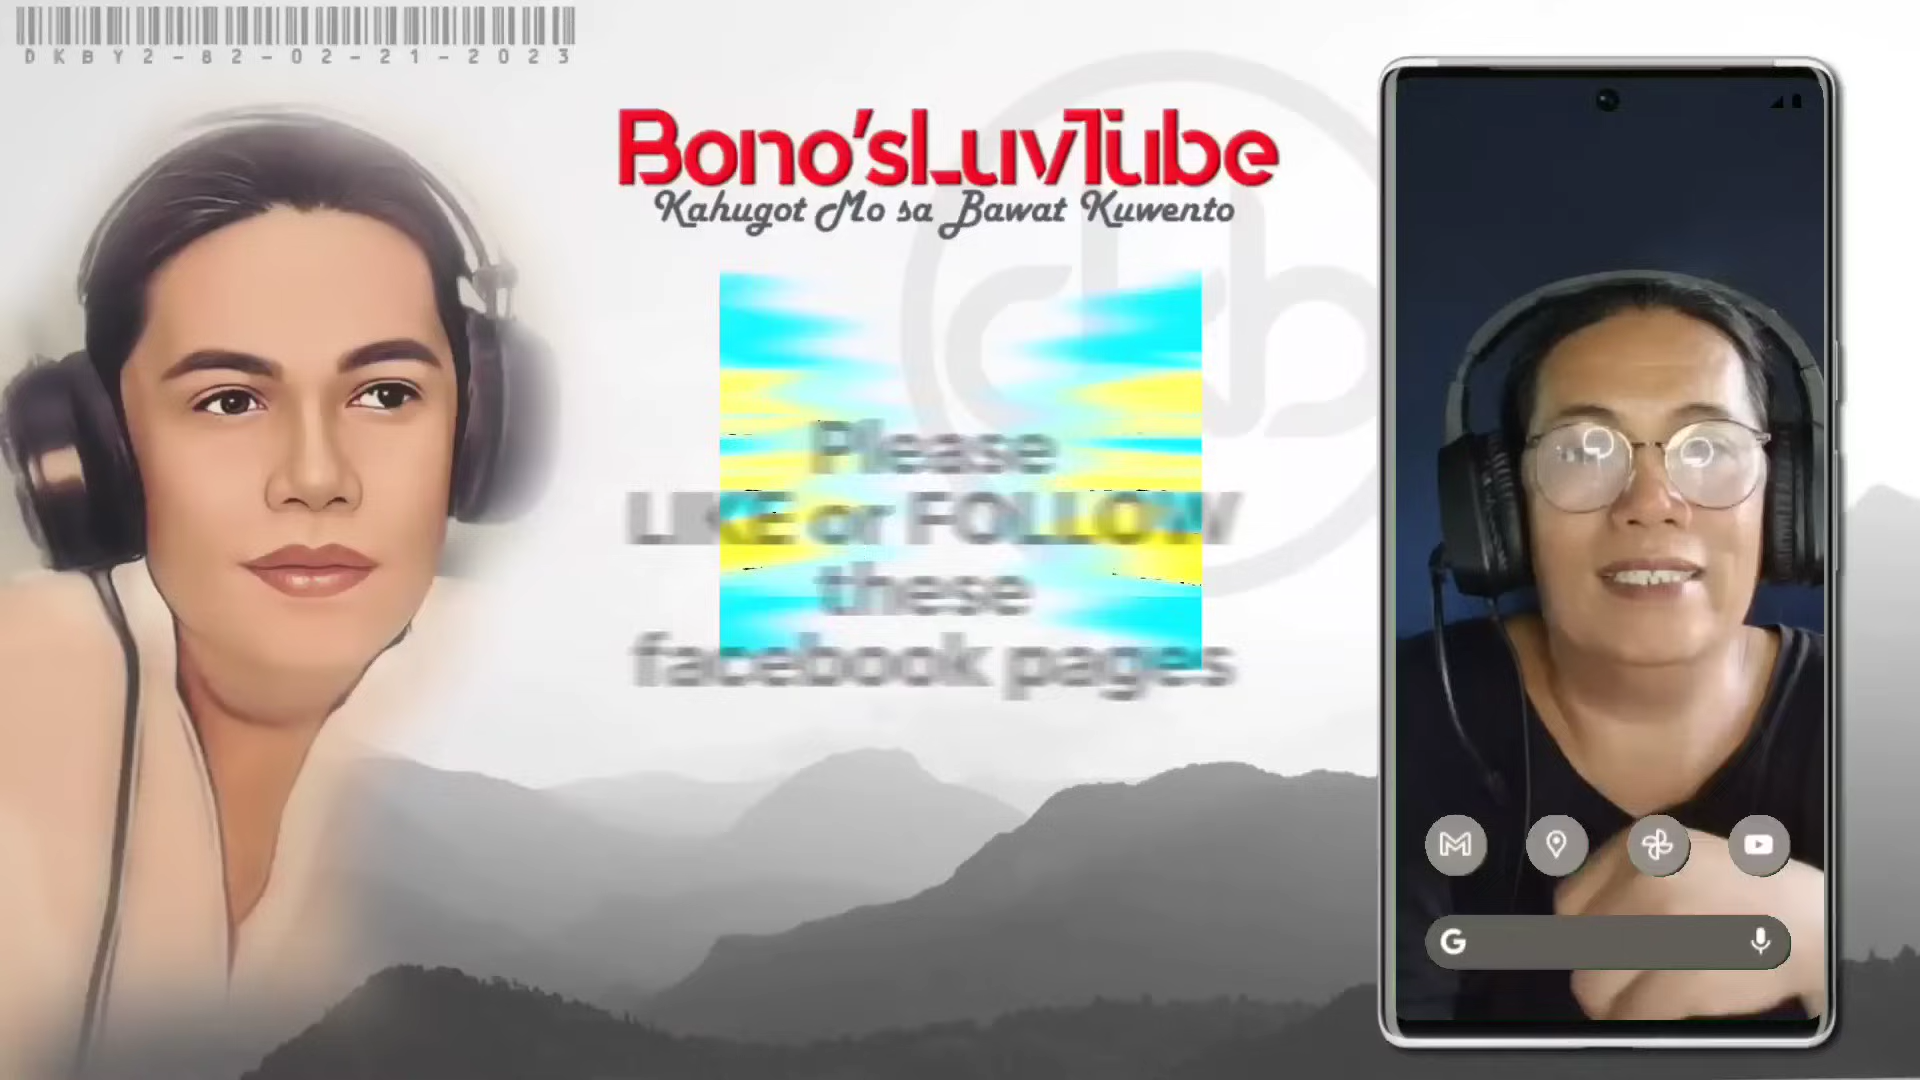 DKBY2-82-02-21-2023
Bono'sLuvTube
Kahugot Mo sa Bawat Kuwento
Please
LIKE or FOLLOW
these
facebook pages
G